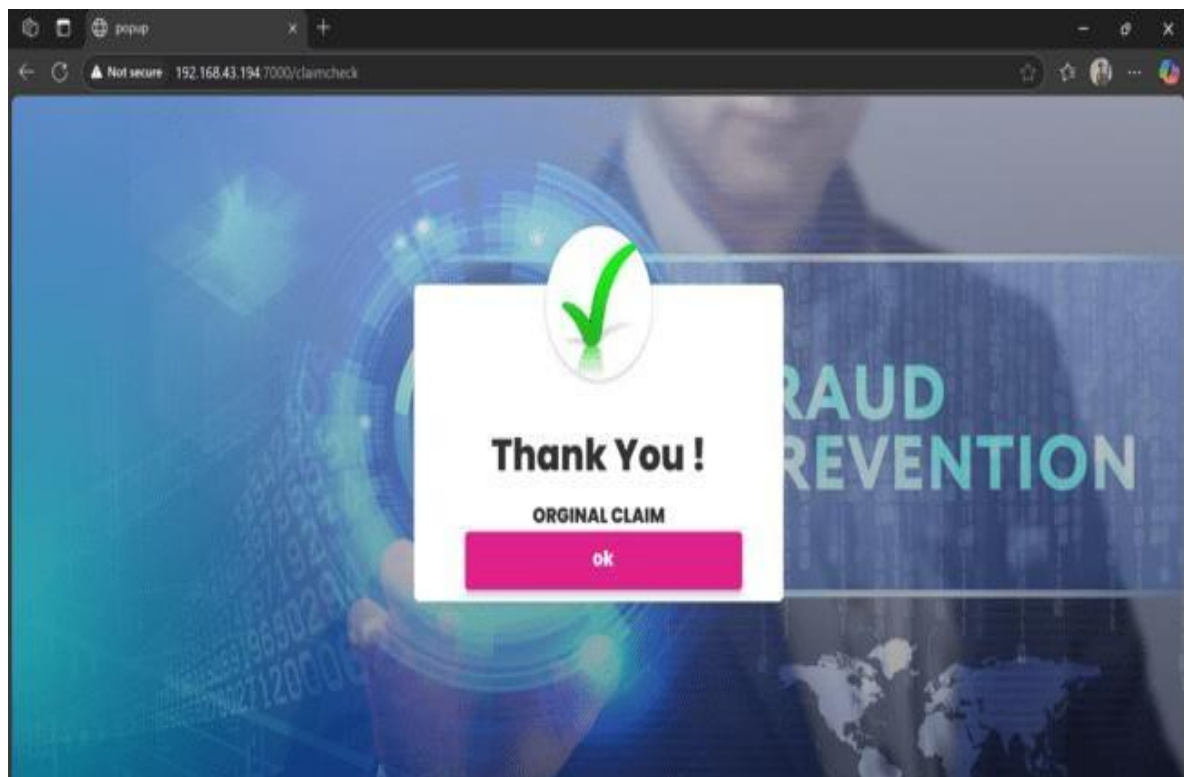 popup
Not secure 192.168.43.194:7000/claimcheck
RAUD
REVENTION
Thank You !
ORGINAL CLAIM
ok